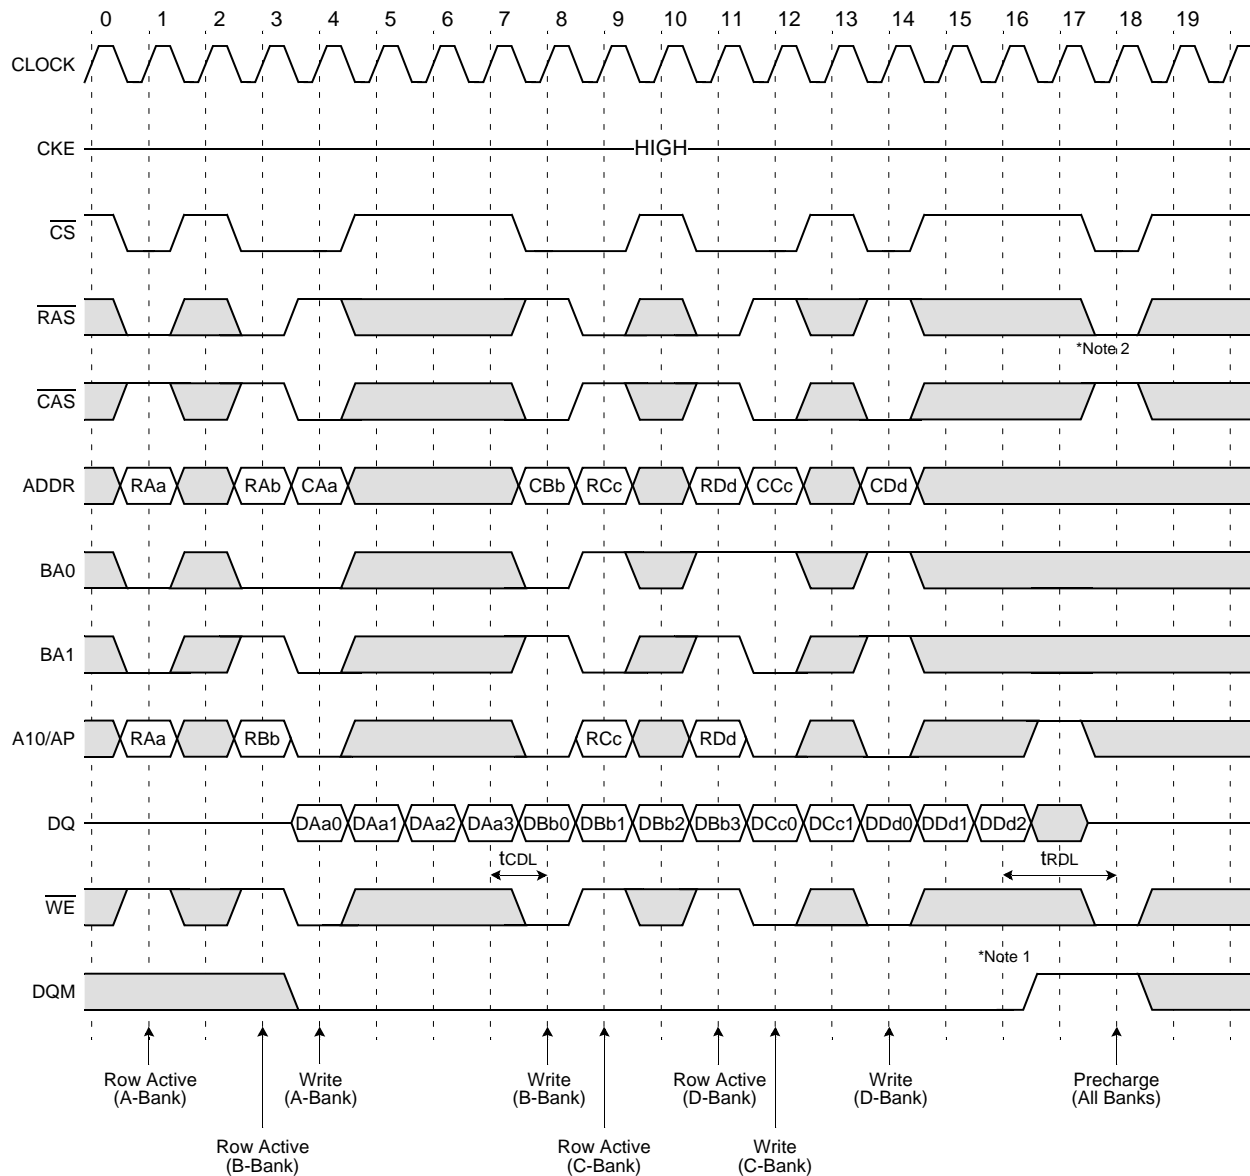 0 1 2 3 4 5 6 7 8 9 10 11 12 13 14 15 16 17 18 19
CLOCK
CKE HIGH
CS
RAS
*Note 2
CAS
ADDR RAa RAb CAa CBb RCc RDd CCc CDd
BA0
BA1
A10/AP RAa RBb RCc RDd
DQ DAa0 DAa1 DAa2 DAa3 DBb0 DBb1 DBb2 DBb3 DCc0 DCc1 DDd0 DDd1 DDd2
tCDL tRDL
WE
*Note 1
DQM
Row Active
(A-Bank)
Write
(A-Bank)
Write
(B-Bank)
Row Active
(D-Bank)
Write
(D-Bank)
Precharge
(All Banks)
Row Active
(B-Bank)
Row Active
(C-Bank)
Write
(C-Bank)